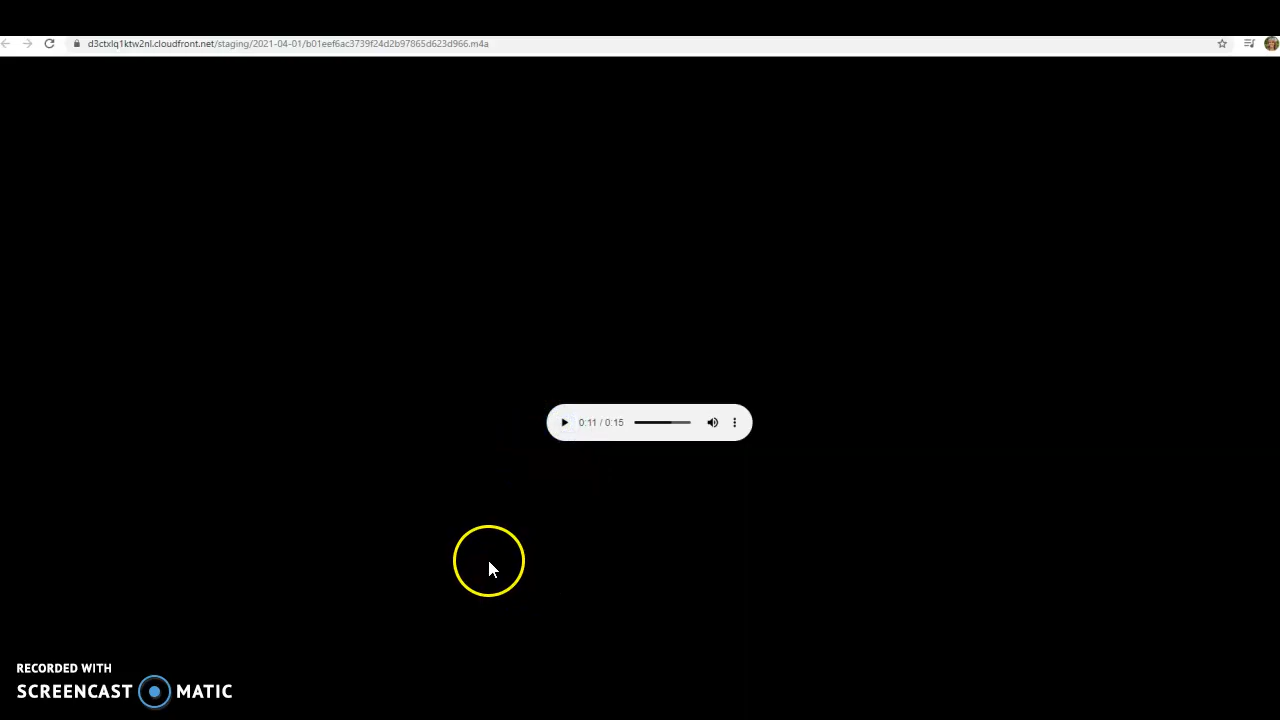 d3ctxlq1ktw2nl.cloudfront.net/staging/2021-04-01/b01eef6ac3739f24d2b97865d623d966.m4a
0:11 / 0:15
RECORDED WITH
SCREENCAST MATIC